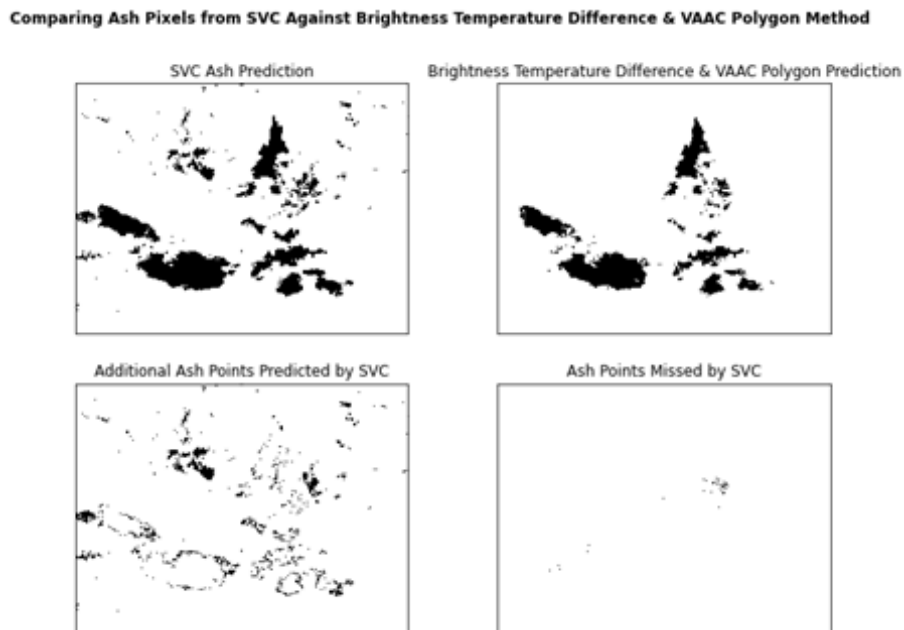 Comparing Ash Pixels from SVC Against Brightness Temperature Difference & VAAC Polygon Method
SVC Ash Prediction
Brightness Temperature Difference & VAAC Polygon Prediction
Additional Ash Points Predicted by SVC
Ash Points Missed by SVC